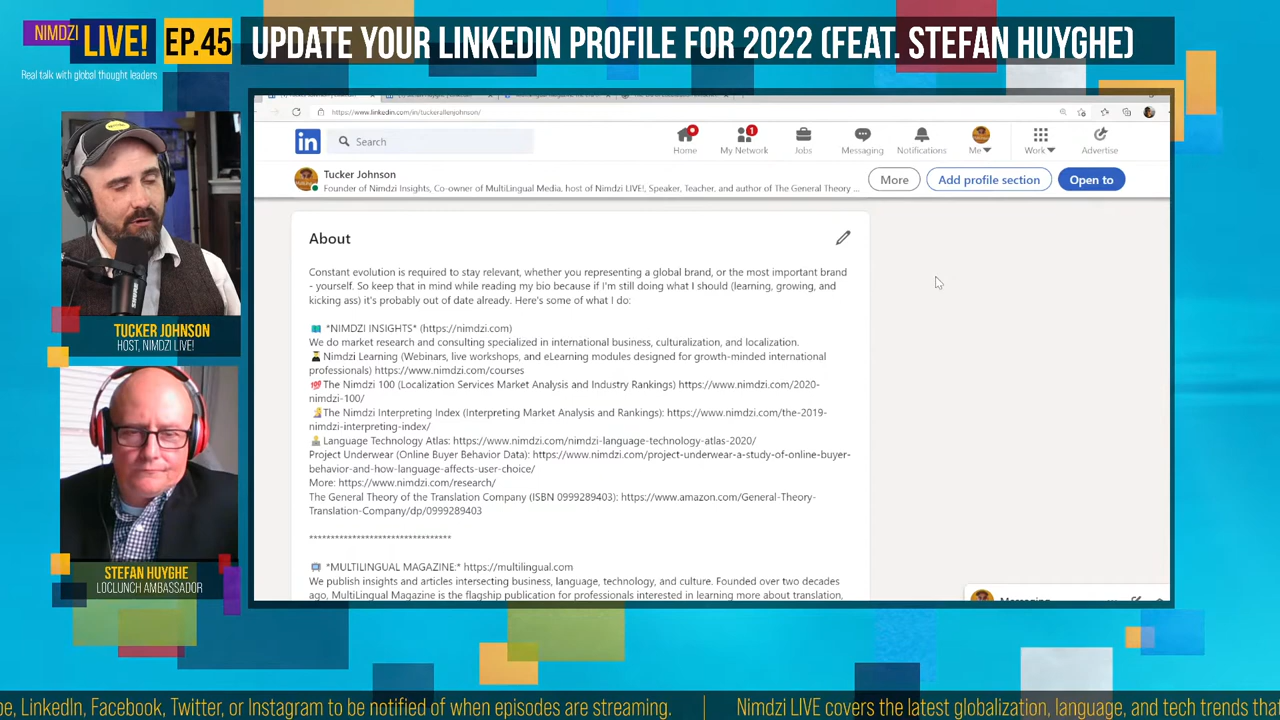 NIMDZI LIVE!
Real talk with global thought leaders
EP.45
UPDATE YOUR LINKEDIN PROFILE FOR 2022 (FEAT. STEFAN HUYGHE)
TUCKER JOHNSON
HOST, NIMDZI LIVE!
STEFAN HUYGHE
LOCLUNCH AMBASSADOR
https://www.linkedin.com/in/tuckerallenjohnson/
in
Search
Home
1
My Network
Jobs
Messaging
Notifications
Me
Work
Advertise
Tucker Johnson
Founder of Nimdzi Insights, Co-owner of MultiLingual Media, host of Nimdzi LIVE!, Speaker, Teacher, and author of The General Theory ...
More
Add profile section
Open to
About
Constant evolution is required to stay relevant, whether you representing a global brand, or the most important brand
- yourself. So keep that in mind while reading my bio because if I'm still doing what I should (learning, growing, and
kicking ass) it's probably out of date already. Here's some of what I do:
*NIMDZI INSIGHTS* (https://nimdzi.com)
We do market research and consulting specialized in international business, culturalization, and localization.
Nimdzi Learning (Webinars, live workshops, and eLearning modules designed for growth-minded international
professionals) https://www.nimdzi.com/courses
💯The Nimdzi 100 (Localization Services Market Analysis and Industry Rankings) https://www.nimdzi.com/2020-
nimdzi-100/
The Nimdzi Interpreting Index (Interpreting Market Analysis and Rankings): https://www.nimdzi.com/the-2019-
nimdzi-interpreting-index/
Language Technology Atlas: https://www.nimdzi.com/nimdzi-language-technology-atlas-2020/
Project Underwear (Online Buyer Behavior Data): https://www.nimdzi.com/project-underwear-a-study-of-online-buyer-
behavior-and-how-language-affects-user-choice/
More: https://www.nimdzi.com/research/
The General Theory of the Translation Company (ISBN 0999289403): https://www.amazon.com/General-Theory-
Translation-Company/dp/0999289403
*********************************
*MULTILINGUAL MAGAZINE:* https://multilingual.com
We publish insights and articles intersecting business, language, technology, and culture. Founded over two decades
ago, MultiLingual Magazine is the flagship publication for professionals interested in learning more about translation,
Messaging
be, LinkedIn, Facebook, Twitter, or Instagram to be notified of when episodes are streaming. | Nimdzi LIVE covers the latest globalization, language, and tech trends tha